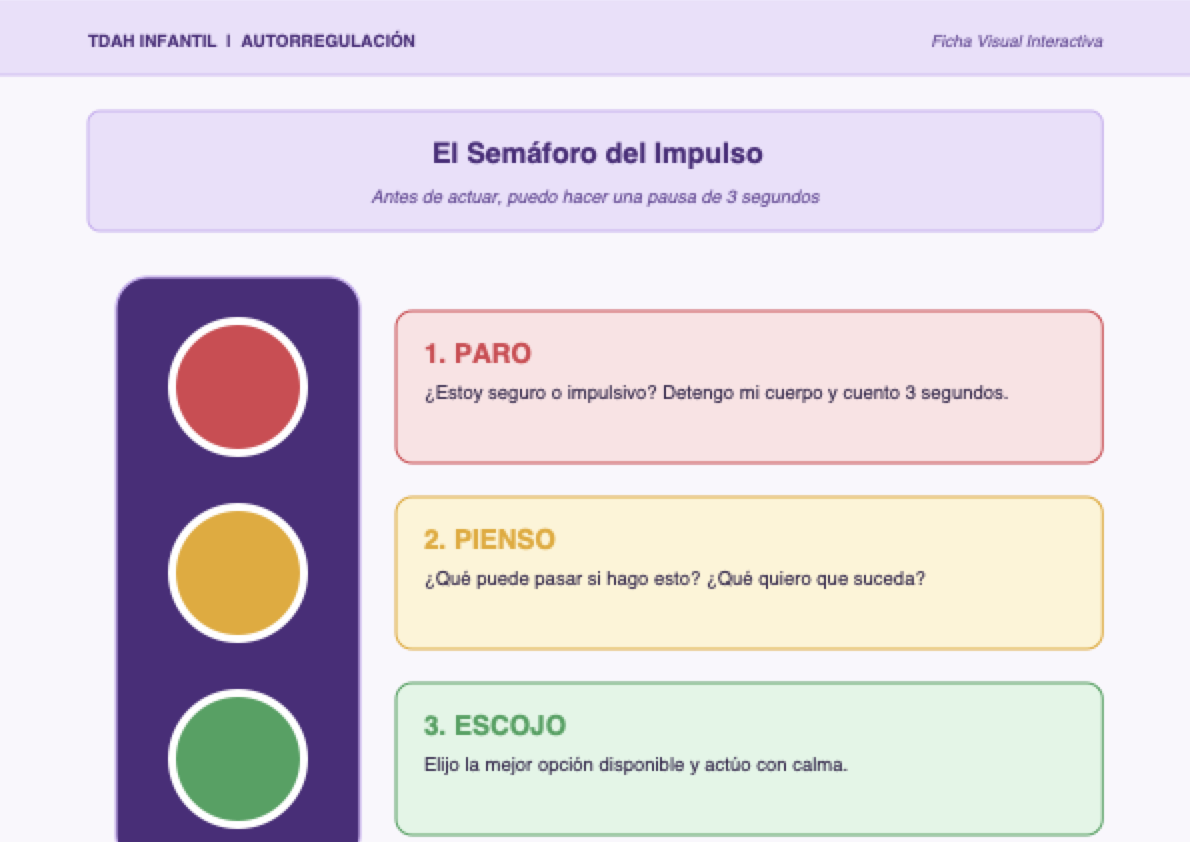 TDAH INFANTIL | AUTORREGULACIÓN
Ficha Visual Interactiva
El Semáforo del Impulso
Antes de actuar, puedo hacer una pausa de 3 segundos
1. PARO
¿Estoy seguro o impulsivo? Detengo mi cuerpo y cuento 3 segundos.
2. PIENSO
¿Qué puede pasar si hago esto? ¿Qué quiero que suceda?
3. ESCOJO
Elijo la mejor opción disponible y actúo con calma.